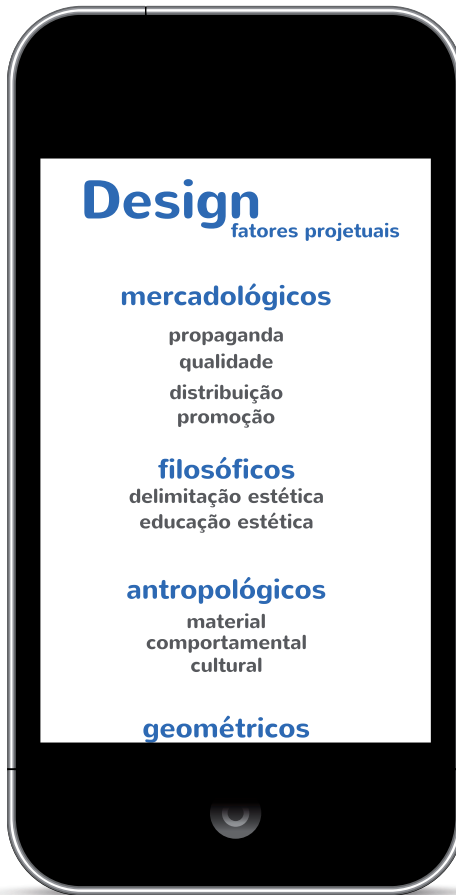 Design
fatores projetuais
mercadológicos
propaganda
qualidade
distribuição
promoção
filosóficos
delimitação estética
educação estética
antropológicos
material
comportamental
cultural
geométricos